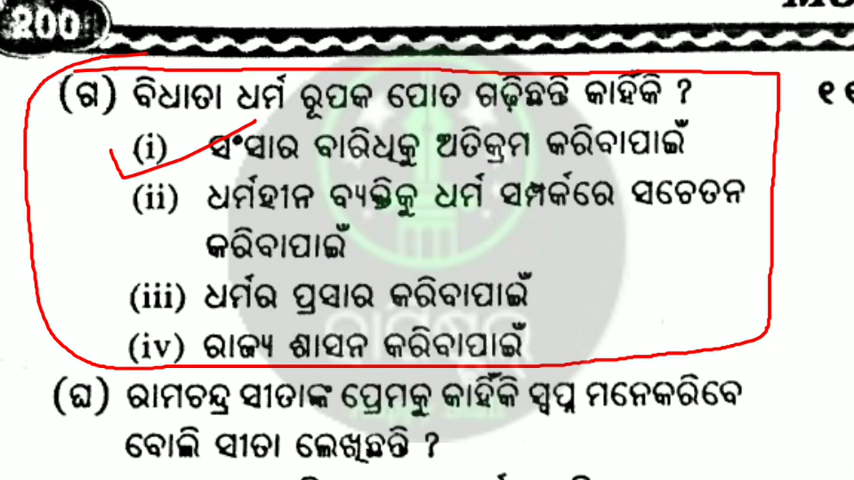 200
(ଗ) ବିଧାତା ଧର୍ମ ରୂପକ ପୋତ ଗଢ଼ିଛନ୍ତି କାହିଁକି ?
(i) ସଂସାର ବାରିଧିକୁ ଅତିକ୍ରମ କରିବାପାଇଁ
(ii) ଧର୍ମହୀନ ବ୍ୟକ୍ତିକୁ ଧର୍ମ ସମ୍ପର୍କରେ ସଚେତନ
କରିବାପାଇଁ
(iii) ଧର୍ମର ପ୍ରସାର କରିବାପାଇଁ
(iv) ରାଜ୍ୟ ଶାସନ କରିବାପାଇଁ
(ଘ) ରାମଚନ୍ଦ୍ର ସୀତାଙ୍କ ପ୍ରେମକୁ କାହିଁକି ସ୍ୱପ୍ନ ମନେକରିବେ
ବୋଲି ସୀତା ଲେଖିଛନ୍ତି ?